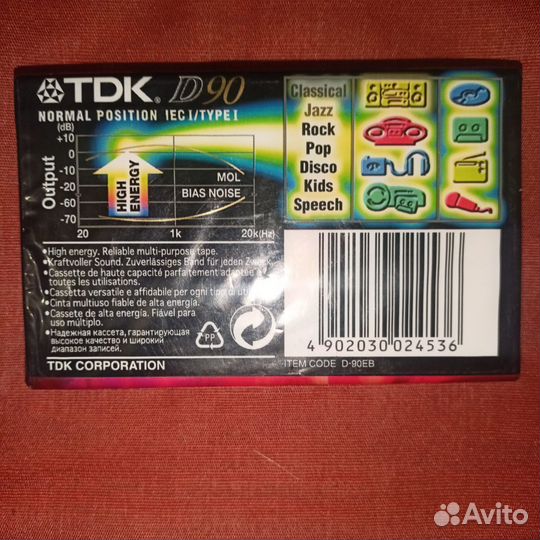 TDK. D90
NORMAL POSITION IEC I/TYPE I
(dB)
+10
0
-10
-20
-50
-60
-70
Output
HIGH ENERGY
MOL
BIAS NOISE
20 1k 20k(Hz)
Classical
Jazz
Rock
Pop
Disco
Kids
Speech
•High energy. Reliable multi-purpose tape.
•Kraftvoller Sound. Zuverlässiges Band für jeden Zweck.
•Cassette de haute capacité parfaitement adaptée à
toutes les utilisations.
•Cassetta versatile e affidabile per ogni tipo di
•Cinta multiuso fiable de alta energía.
•Cassete de alta energia. Fiável para
uso múltiplo.
•Надежная кассета, гарантирующая
высокое качество и широкий
диапазон записей.
TDK CORPORATION
PP
4 902030 024536
ITEM CODE D-90EB
Avito